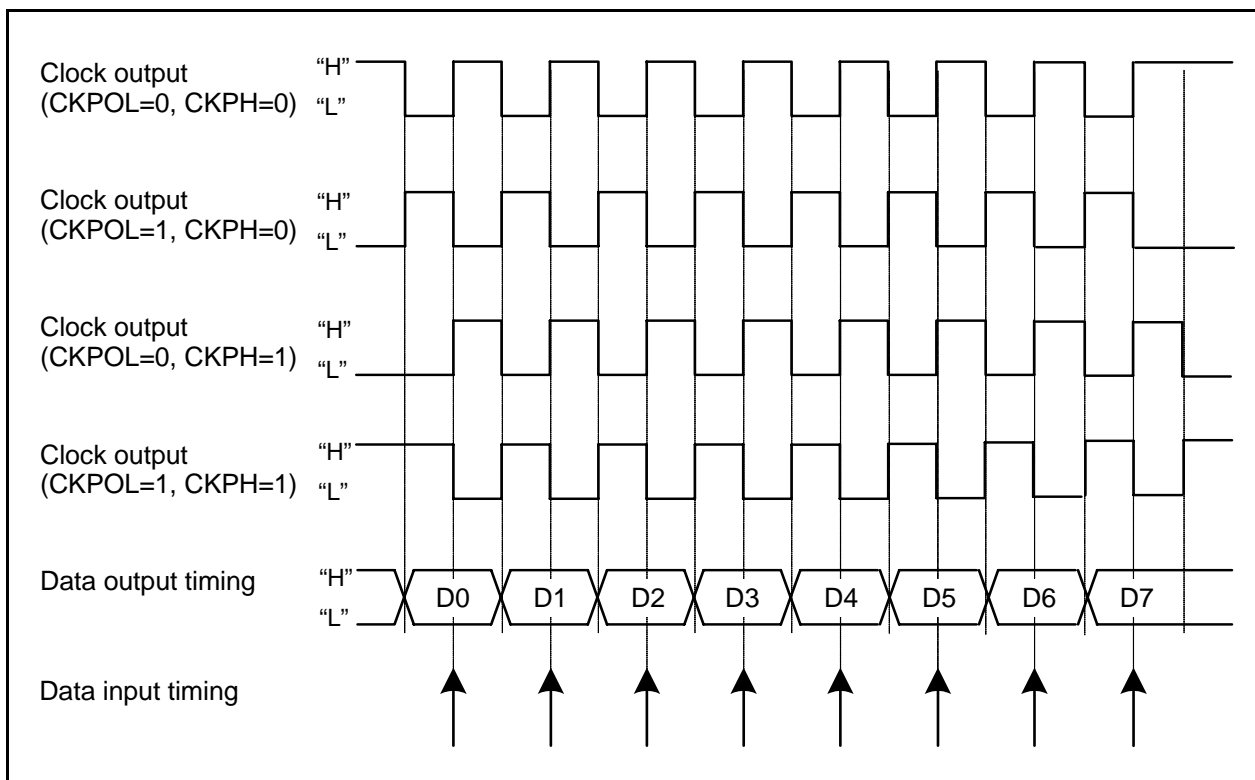 Clock output
(CKPOL=0, CKPH=0)
“H”
“L”
Clock output
(CKPOL=1, CKPH=0)
“H”
“L”
Clock output
(CKPOL=0, CKPH=1)
“H”
“L”
Clock output
(CKPOL=1, CKPH=1)
“H”
“L”
Data output timing
“H”
“L”
D0 D1 D2 D3 D4 D5 D6 D7
Data input timing